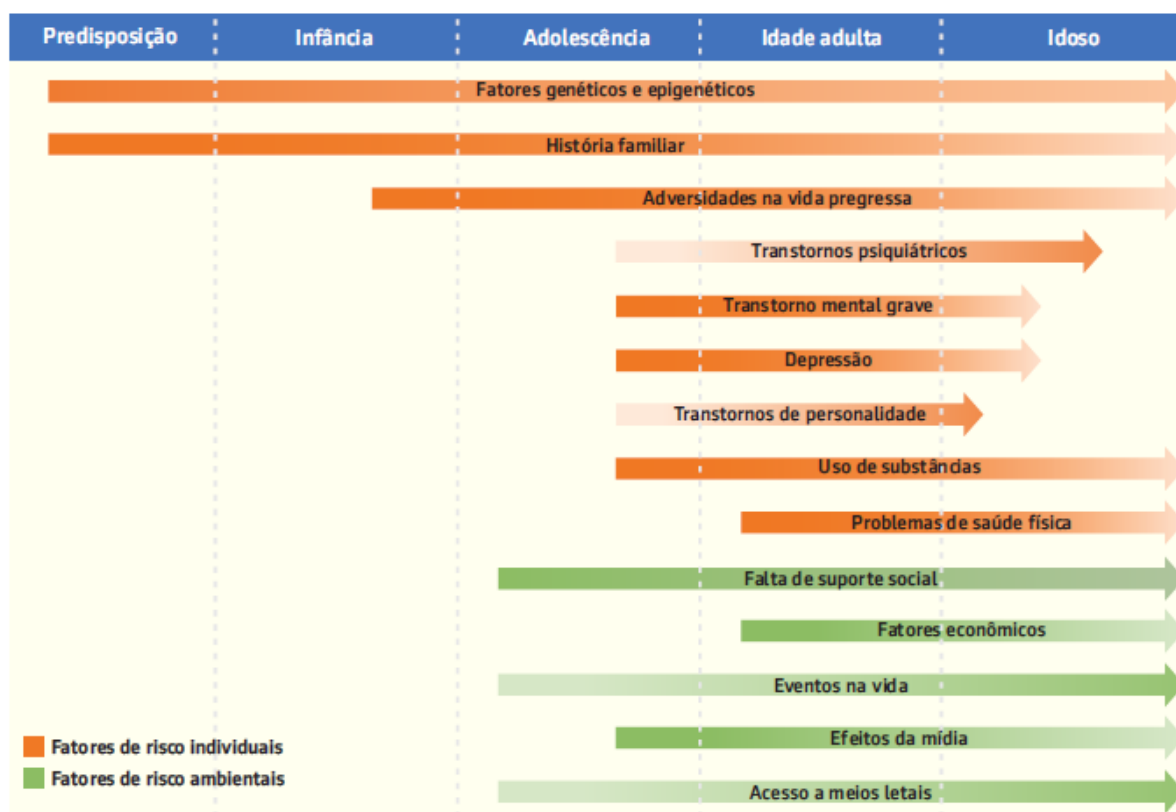 Predisposição
Infância
Adolescência
Idade adulta
Idoso
Fatores genéticos e epigenéticos
História familiar
Adversidades na vida pregressa
Transtornos psiquiátricos
Transtorno mental grave
Depressão
Transtornos de personalidade
Uso de substâncias
Problemas de saúde física
Falta de suporte social
Fatores econômicos
Eventos na vida
Efeitos da mídia
Acesso a meios letais
Fatores de risco individuais
Fatores de risco ambientais